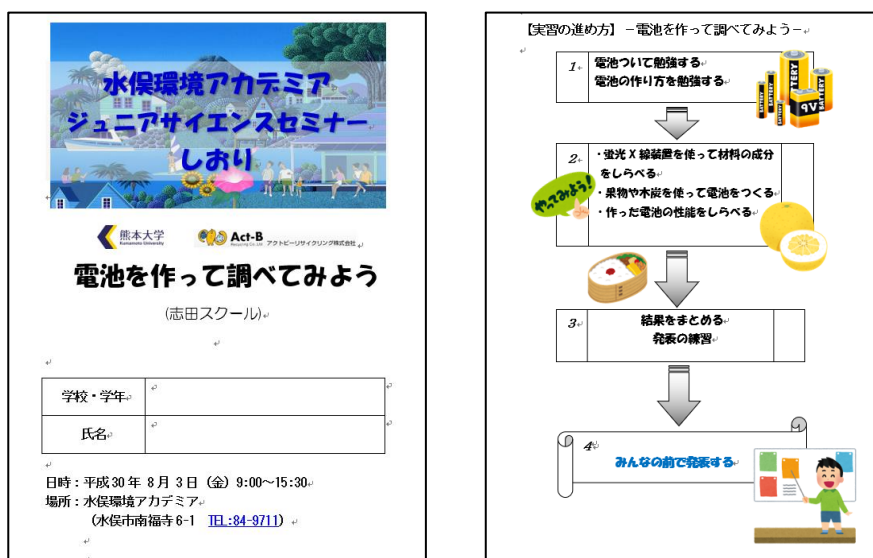 水俣環境アカデミア
ジュニアサイエンスセミナー
しおり
熊本大学
Kumamoto University
Act-B
Recycling Co. Ltd
アクトビーリサイクリング株式会社
電池を作って調べてみよう
(志田スクール)
学校・学年
氏名
日時:平成30年 8月 3日 (金) 9:00~15:30
場所:水俣環境アカデミア
(水俣市南福寺6-1 TEL:84-9711)
【実習の進め方】 -電池を作って調べてみよう-
1
電池ついて勉強する
電池の作り方を勉強する
BATTERY
BATTERY
BATTERY
BATTERY
9V
BATTERY
2
・蛍光X線装置を使って材料の成分
をしらべる
・果物や木炭を使って電池をつくる
・作った電池の性能をしらべる
やってみよう!
3
結果をまとめる
発表の練習
4
みんなの前で発表する